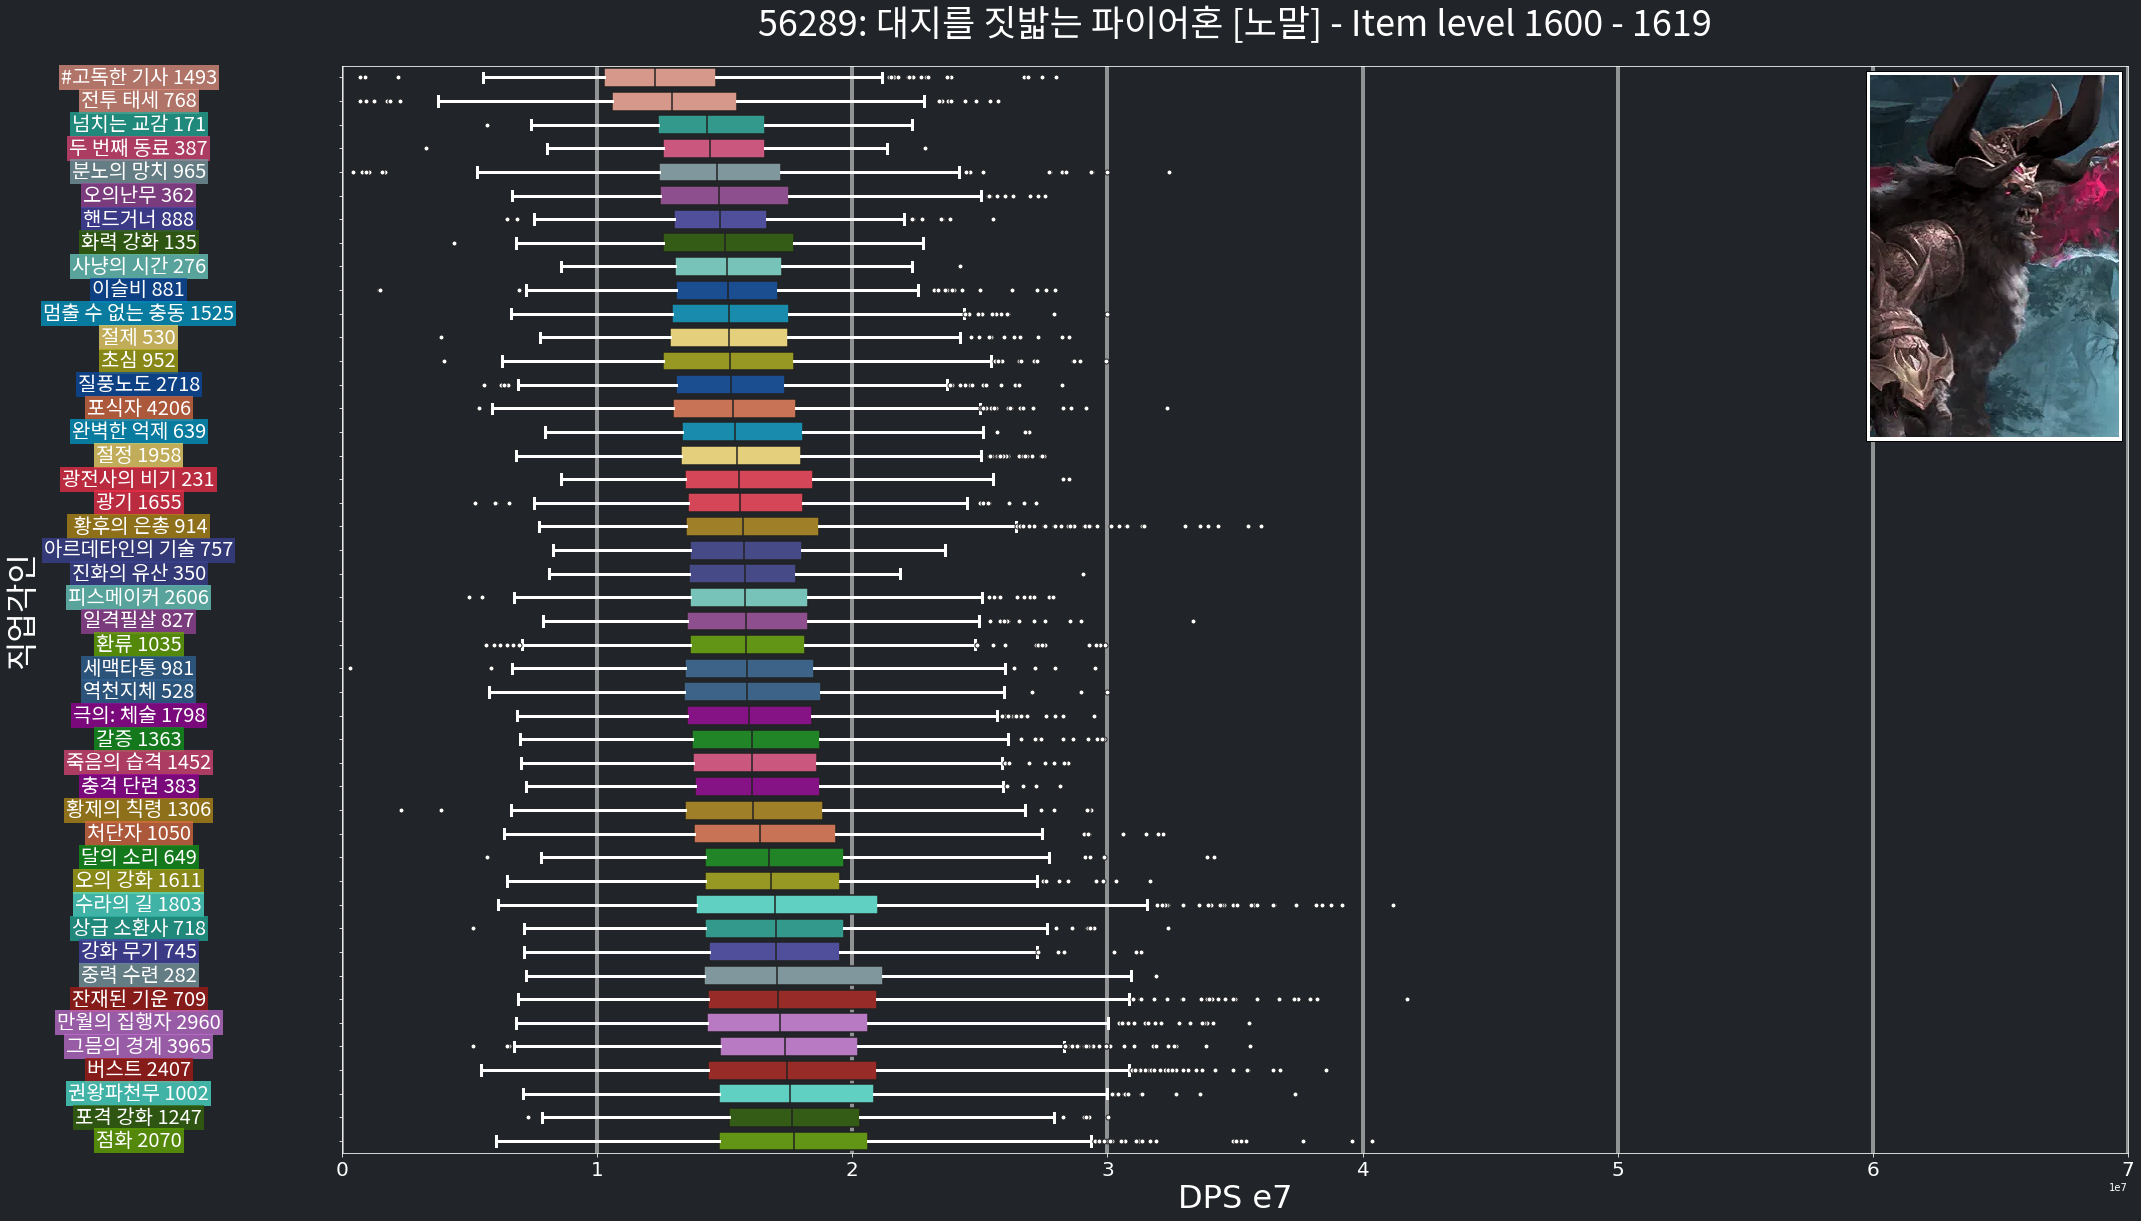 56289: 대지를 짓밟는 파이어혼 [노말] - Item level 1600 - 1619
#고독한 기사 1493
전투 태세 768
넘치는 교감 171
두 번째 동료 387
분노의 망치 965
오의난무 362
핸드거너 888
화력 강화 135
사냥의 시간 276
이슬비 881
멈출 수 없는 충동 1525
절제 530
초심 952
질풍노도 2718
포식자 4206
완벽한 억제 639
절정 1958
광전사의 비기 231
광기 1655
황후의 은총 914
아르데타인의 기술 757
진화의 유산 350
피스메이커 2606
일격필살 827
환류 1035
세맥타통 981
역천지체 528
극의: 체술 1798
갈증 1363
죽음의 습격 1452
충격 단련 383
황제의 칙령 1306
처단자 1050
달의 소리 649
오의 강화 1611
수라의 길 1803
상급 소환사 718
강화 무기 745
중력 수련 282
잔재된 기운 709
만월의 집행자 2960
그믐의 경계 3965
버스트 2407
권왕파천무 1002
포격 강화 1247
점화 2070
직업각인
0 1 2 3 4 5 6 7
DPS e7
1e7